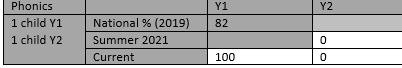 Phonics Y1 Y2
1 child Y1 National % (2019) 82
1 child Y2 Summer 2021 0
Current 100 0